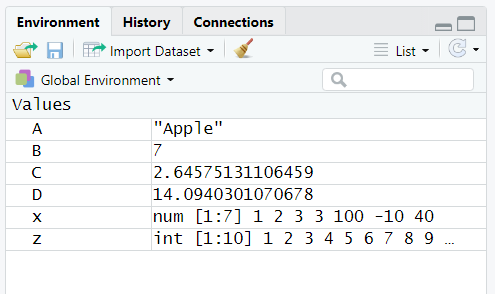 Environment History Connections
Import Dataset List
Global Environment
Values
A "Apple"
B 7
C 2.64575131106459
D 14.0940301070678
x num [1:7] 1 2 3 3 100 -10 40
z int [1:10] 1 2 3 4 5 6 7 8 9 …